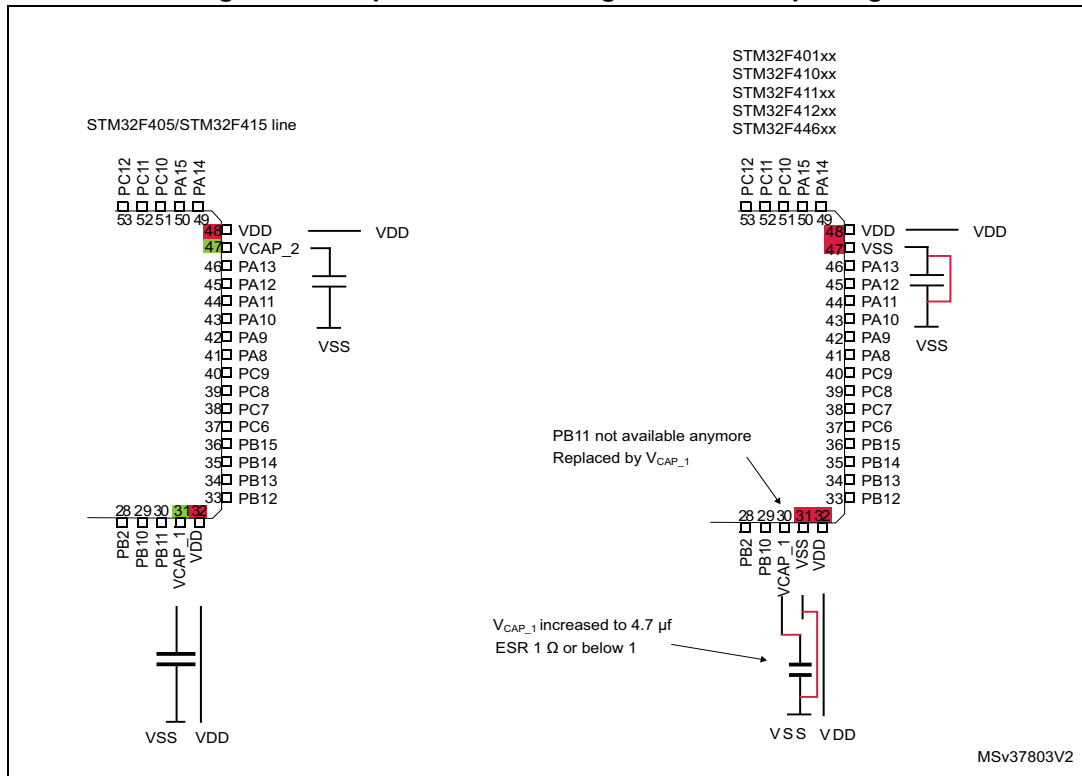 STM32F405/STM32F415 line
PC12
PC11
PC10
PA15
PA14
53 52 51 50 49
48 VDD
VDD
47 VCAP_2
46 PA13
45 PA12
44 PA11
43 PA10
42 PA9
41 PA8
40 PC9
39 PC8
38 PC7
37 PC6
36 PB15
35 PB14
34 PB13
33 PB12
VSS
28 29 30 31 32
PB2
PB10
PB11
VCAP_1
VDD
VSS VDD
STM32F401xx
STM32F410xx
STM32F411xx
STM32F412xx
STM32F446xx
PC12
PC11
PC10
PA15
PA14
53 52 51 50 49
48 VDD
VDD
47 VSS
46 PA13
45 PA12
44 PA11
43 PA10
42 PA9
41 PA8
40 PC9
39 PC8
38 PC7
37 PC6
36 PB15
35 PB14
34 PB13
33 PB12
VSS
PB11 not available anymore
Replaced by VCAP_1
28 29 30 31 32
PB2
PB10
VCAP_1
VSS
VDD
VCAP_1 increased to 4.7 µf
ESR 1 Ω or below 1
VSS VDD
MSv37803V2